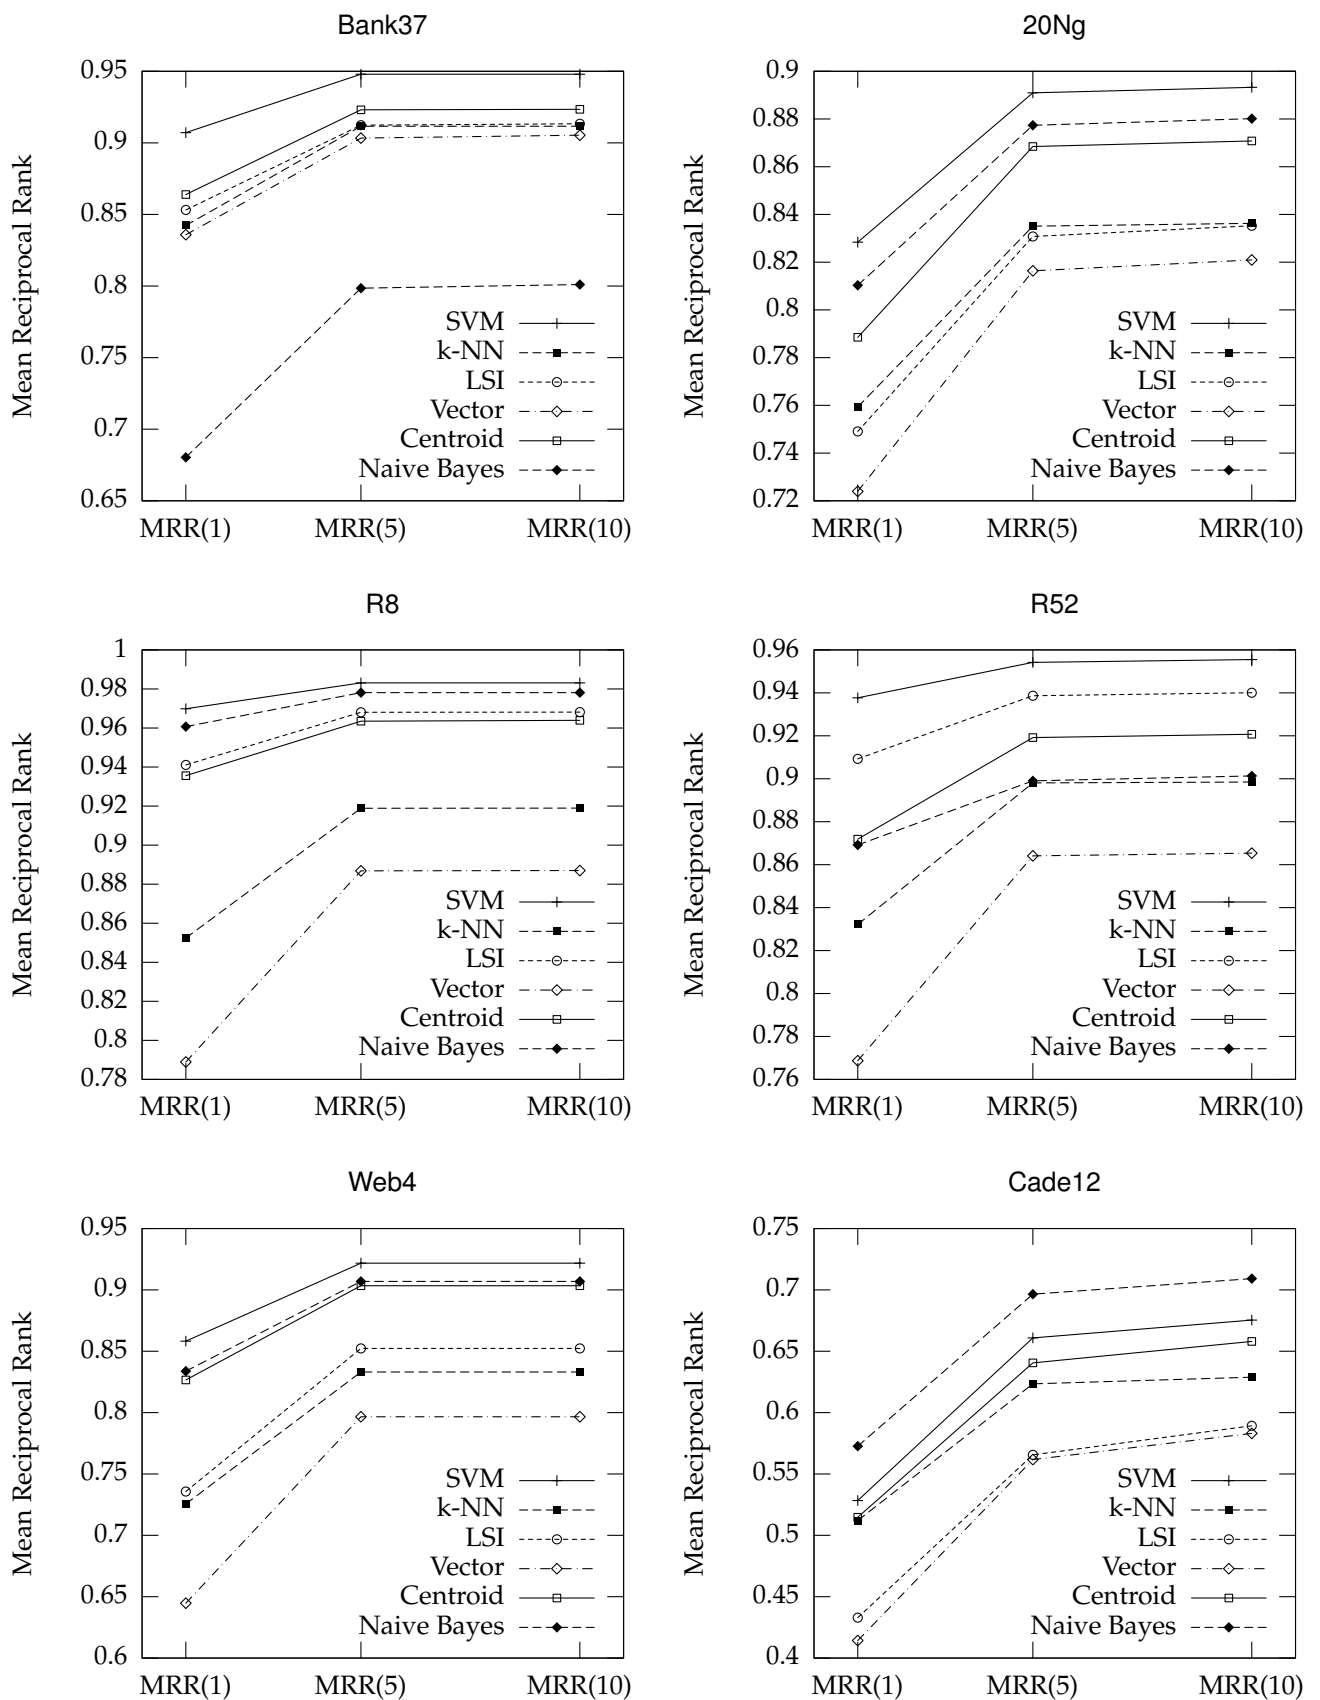 Bank37
0.95
0.9
0.85
0.8
0.75
0.7
0.65
Mean Reciprocal Rank
SVM
k-NN
LSI
Vector
Centroid
Naive Bayes
MRR(1) MRR(5) MRR(10)
20Ng
0.9
0.88
0.86
0.84
0.82
0.8
0.78
0.76
0.74
0.72
Mean Reciprocal Rank
SVM
k-NN
LSI
Vector
Centroid
Naive Bayes
MRR(1) MRR(5) MRR(10)
R8
1
0.98
0.96
0.94
0.92
0.9
0.88
0.86
0.84
0.82
0.8
0.78
Mean Reciprocal Rank
SVM
k-NN
LSI
Vector
Centroid
Naive Bayes
MRR(1) MRR(5) MRR(10)
R52
0.96
0.94
0.92
0.9
0.88
0.86
0.84
0.82
0.8
0.78
0.76
Mean Reciprocal Rank
SVM
k-NN
LSI
Vector
Centroid
Naive Bayes
MRR(1) MRR(5) MRR(10)
Web4
0.95
0.9
0.85
0.8
0.75
0.7
0.65
0.6
Mean Reciprocal Rank
SVM
k-NN
LSI
Vector
Centroid
Naive Bayes
MRR(1) MRR(5) MRR(10)
Cade12
0.75
0.7
0.65
0.6
0.55
0.5
0.45
0.4
Mean Reciprocal Rank
SVM
k-NN
LSI
Vector
Centroid
Naive Bayes
MRR(1) MRR(5) MRR(10)